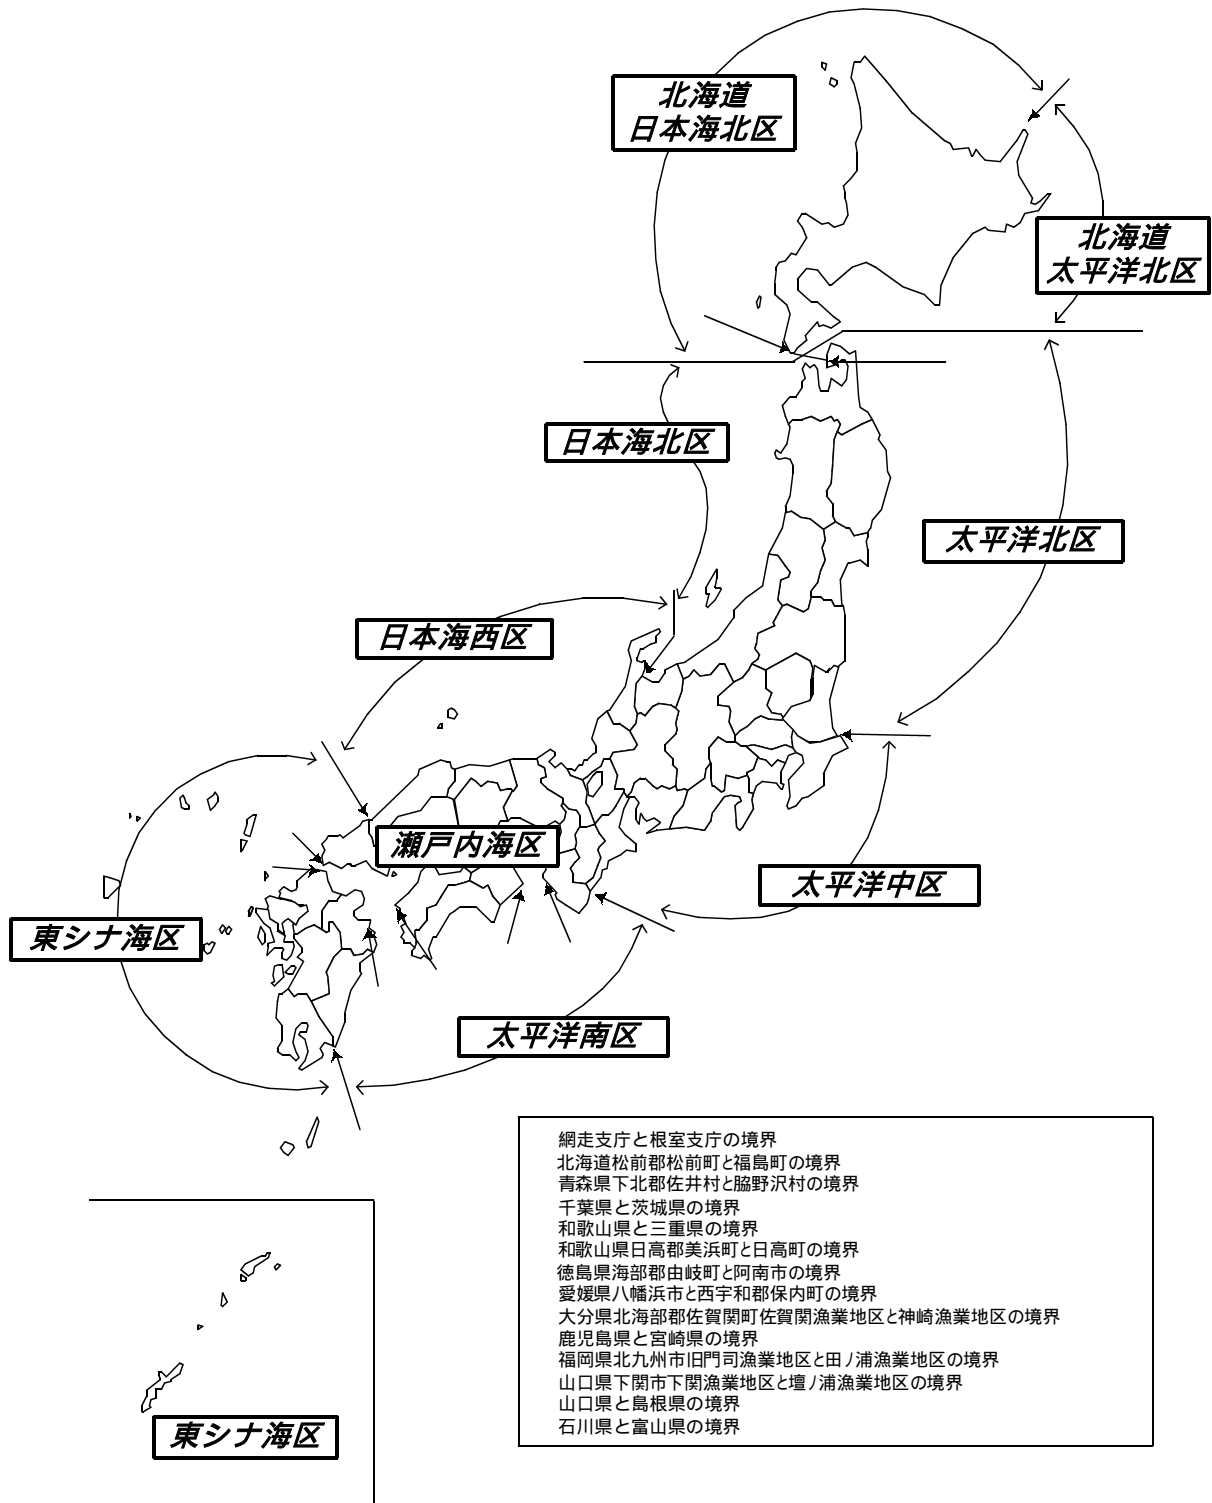 北海道
日本海北区
北海道
太平洋北区
日本海北区
太平洋北区
日本海西区
瀬戸内海区
太平洋中区
東シナ海区
太平洋南区
網走支庁と根室支庁の境界
北海道松前郡松前町と福島町の境界
青森県下北郡佐井村と脇野沢村の境界
千葉県と茨城県の境界
和歌山県と三重県の境界
和歌山県日高郡美浜町と日高町の境界
徳島県海部郡由岐町と阿南市の境界
愛媛県八幡浜市と西宇和郡保内町の境界
大分県北海部郡佐賀関町佐賀関漁業地区と神崎漁業地区の境界
鹿児島県と宮崎県の境界
福岡県北九州市旧門司漁業地区と田ノ浦漁業地区の境界
山口県下関市下関漁業地区と壇ノ浦漁業地区の境界
山口県と島根県の境界
石川県と富山県の境界
東シナ海区